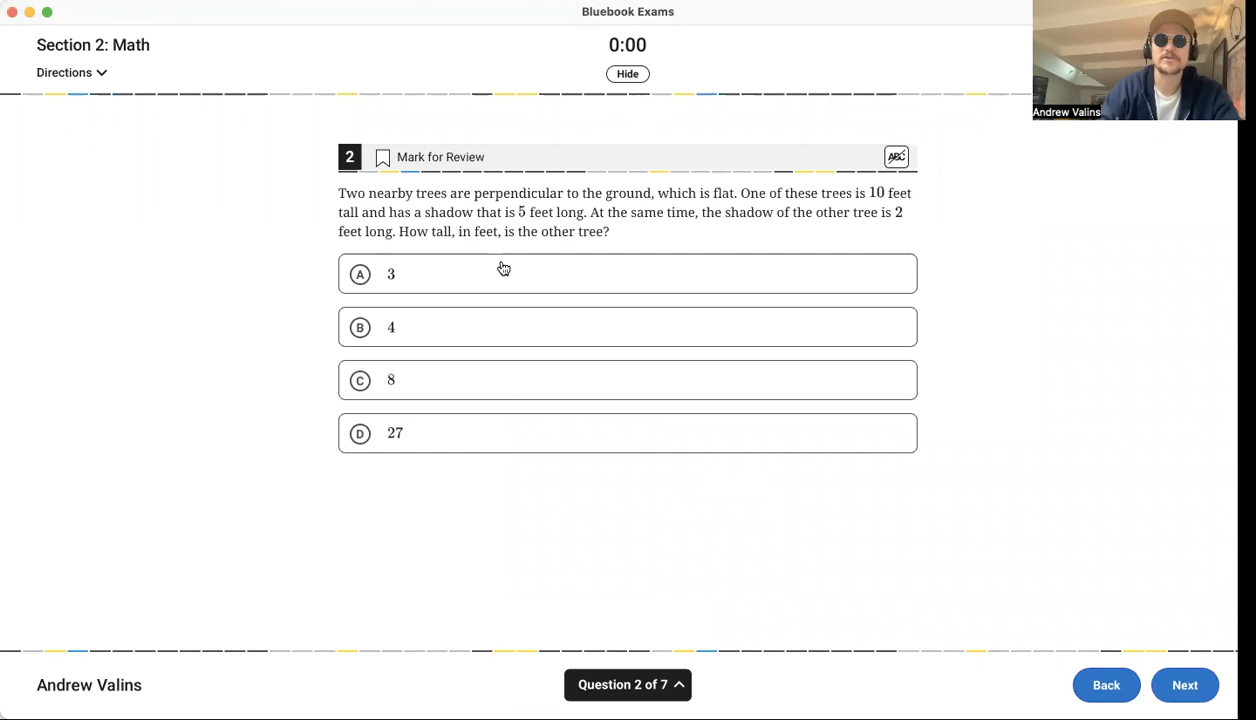 Bluebook Exams
Section 2: Math
0:00
Directions
Hide
Andrew Valins
2
Mark for Review
ABC
Two nearby trees are perpendicular to the ground, which is flat. One of these trees is 10 feet
tall and has a shadow that is 5 feet long. At the same time, the shadow of the other tree is 2
feet long. How tall, in feet, is the other tree?
A 3
B 4
C 8
D 27
Andrew Valins
Question 2 of 7
Back
Next